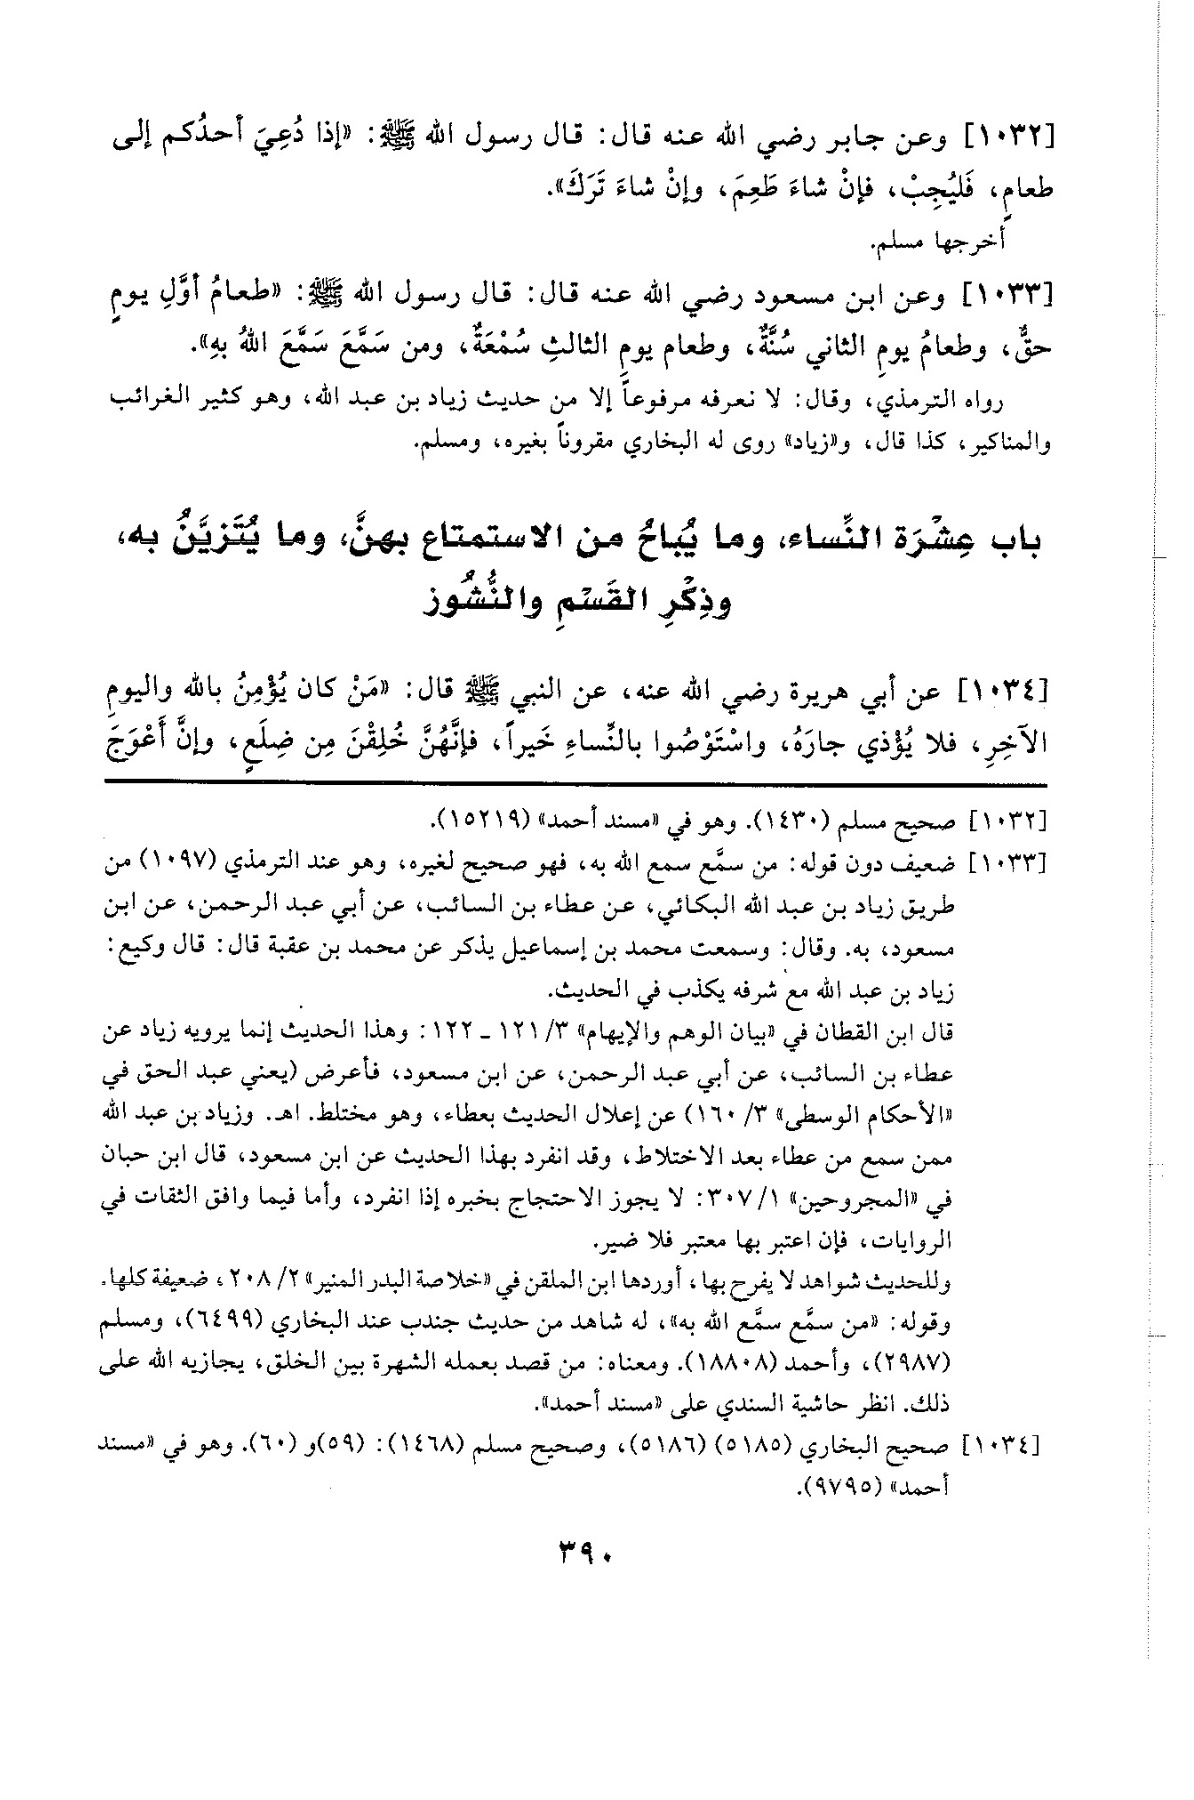 [١٠٣٢] وعن جابر رضي الله عنه قال: قال رسول الله ﷺ: «إذا دُعِيَ أحدُكم إلى
طعامٍ، فَليُجِبْ، فإنْ شاءَ طَعِمَ، وإنْ شاءَ تَرَكَ».
أخرجها مسلم.
[١٠٣٣] وعن ابن مسعود رضي الله عنه قال: قال رسول الله ﷺ: «طعامُ أوَّلِ يومٍ
حقٌّ، وطعامُ يومِ الثاني سُنَّةٌ، وطعام يومِ الثالثِ سُمْعَةٌ، ومن سَمَّعَ سَمَّعَ اللهُ بهِ».
رواه الترمذي، وقال: لا نعرفه مرفوعاً إلا من حديث زياد بن عبد الله، وهو كثير الغرائب
والمناكير، كذا قال، و«زياد» روى له البخاري مقروناً بغيره، ومسلم.
باب عِشْرَة النِّساء، وما يُباحُ من الاستمتاع بهنَّ، وما يُتَزيَّنُ به،
وذِكْرِ القَسْمِ والنُّشُوز
[١٠٣٤] عن أبي هريرة رضي الله عنه، عن النبي ﷺ قال: «مَنْ كان يُؤْمِنُ بالله واليومِ
الآخِرِ، فلا يُؤْذي جارَهُ، واسْتَوْصُوا بالنِّساءِ خَيراً، فإنَّهُنَّ خُلِقْنَ مِن ضِلَعٍ، وإنَّ أَعْوَجَ
[١٠٣٢] صحيح مسلم (١٤٣٠). وهو في «مسند أحمد» (١٥٢١٩).
[١٠٣٣] ضعيف دون قوله: من سمَّع سمع الله به، فهو صحيح لغيره، وهو عند الترمذي (١٠٩٧) من
طريق زياد بن عبد الله البكائي، عن عطاء بن السائب، عن أبي عبد الرحمن، عن ابن
مسعود، به. وقال: وسمعت محمد بن إسماعيل يذكر عن محمد بن عقبة قال: قال وكيع:
زياد بن عبد الله مع شرفه يكذب في الحديث.
قال ابن القطان في «بيان الوهم والإيهام» ٣/ ١٢١ ـ ١٢٢: وهذا الحديث إنما يرويه زياد عن
عطاء بن السائب، عن أبي عبد الرحمن، عن ابن مسعود، فأعرض (يعني عبد الحق في
«الأحكام الوسطى» ٣/ ١٦٠) عن إعلال الحديث بعطاء، وهو مختلط. اهـ. وزياد بن عبد الله
ممن سمع من عطاء بعد الاختلاط، وقد انفرد بهذا الحديث عن ابن مسعود، قال ابن حبان
في «المجروحين» ١/ ٣٠٧: لا يجوز الاحتجاج بخبره إذا انفرد، وأما فيما وافق الثقات في
الروايات، فإن اعتبر بها معتبر فلا ضير.
وللحديث شواهد لا يفرح بها، أوردها ابن الملقن في «خلاصة البدر المنير» ٢/ ٢٠٨، ضعيفة كلها.
وقوله: «من سمَّع سمَّع الله به»، له شاهد من حديث جندب عند البخاري (٦٤٩٩)، ومسلم
(٢٩٨٧)، وأحمد (١٨٨٠٨). ومعناه: من قصد بعمله الشهرة بين الخلق، يجازيه الله على
ذلك. انظر حاشية السندي على «مسند أحمد».
[١٠٣٤] صحيح البخاري (٥١٨٥) (٥١٨٦)، وصحيح مسلم (١٤٦٨): (٥٩)و (٦٠). وهو في «مسند
أحمد» (٩٧٩٥).
٣٩٠